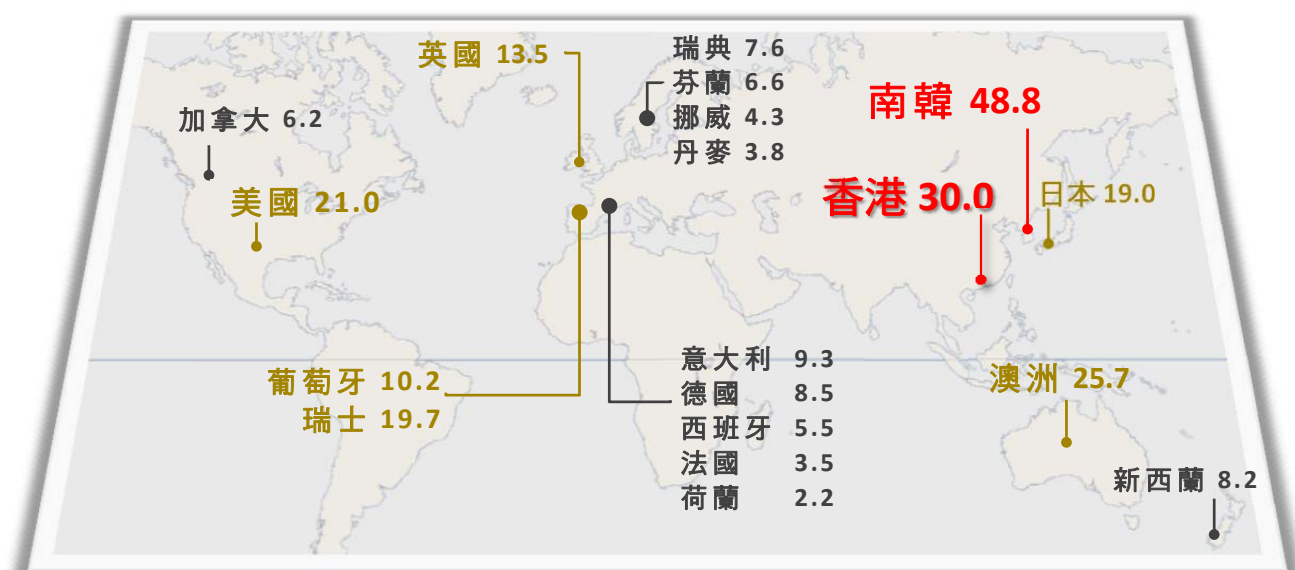 英國 13.5
瑞典 7.6
芬蘭 6.6
挪威 4.3
丹麥 3.8
加拿大 6.2
南韓 48.8
美國 21.0
香港 30.0
日本 19.0
葡萄牙 10.2
瑞士 19.7
意大利 9.3
德國 8.5
西班牙 5.5
法國 3.5
荷蘭 2.2
澳洲 25.7
新西蘭 8.2